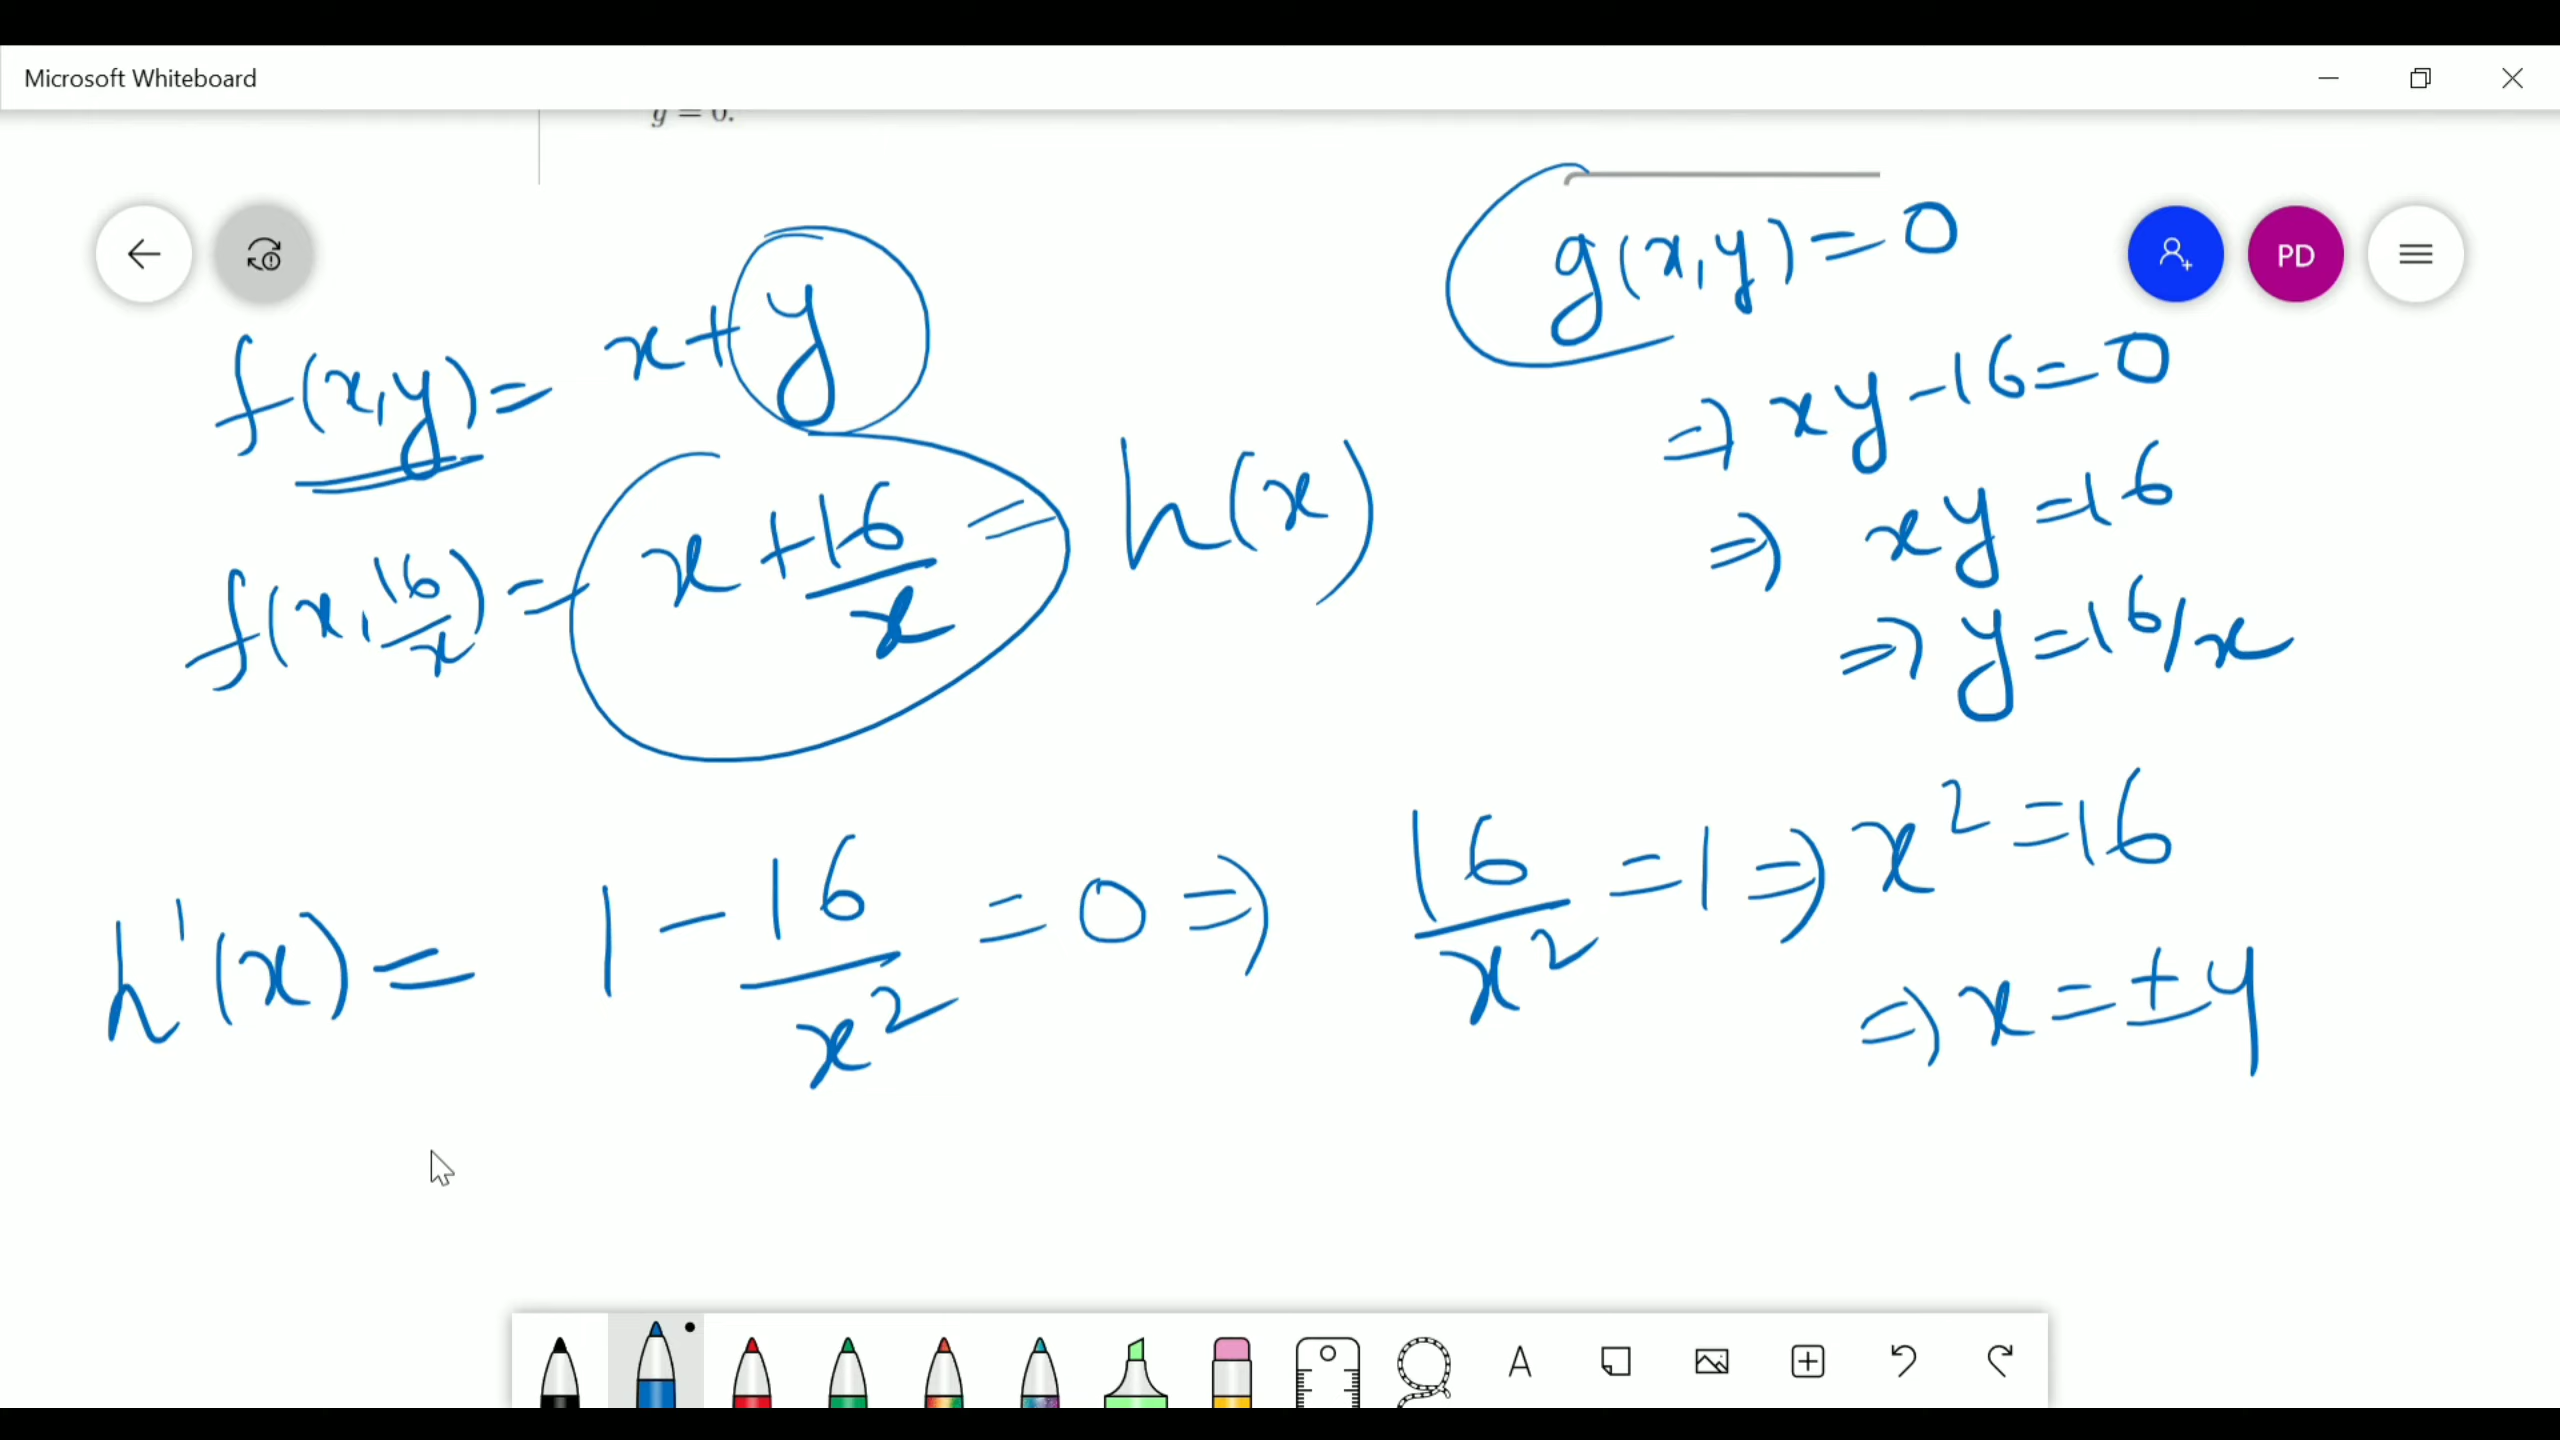 Microsoft Whiteboard
y = 0.
PD
g(x,y)=0
f(x,y)= x+y
⇒ xy-16=0
⇒ xy=16
f(x,16/x)= x+16/x = h(x)
⇒ y=16/x
h'(x)= 1-16/x² =0 ⇒ 16/x² =1 ⇒ x²=16
⇒ x=±4
A